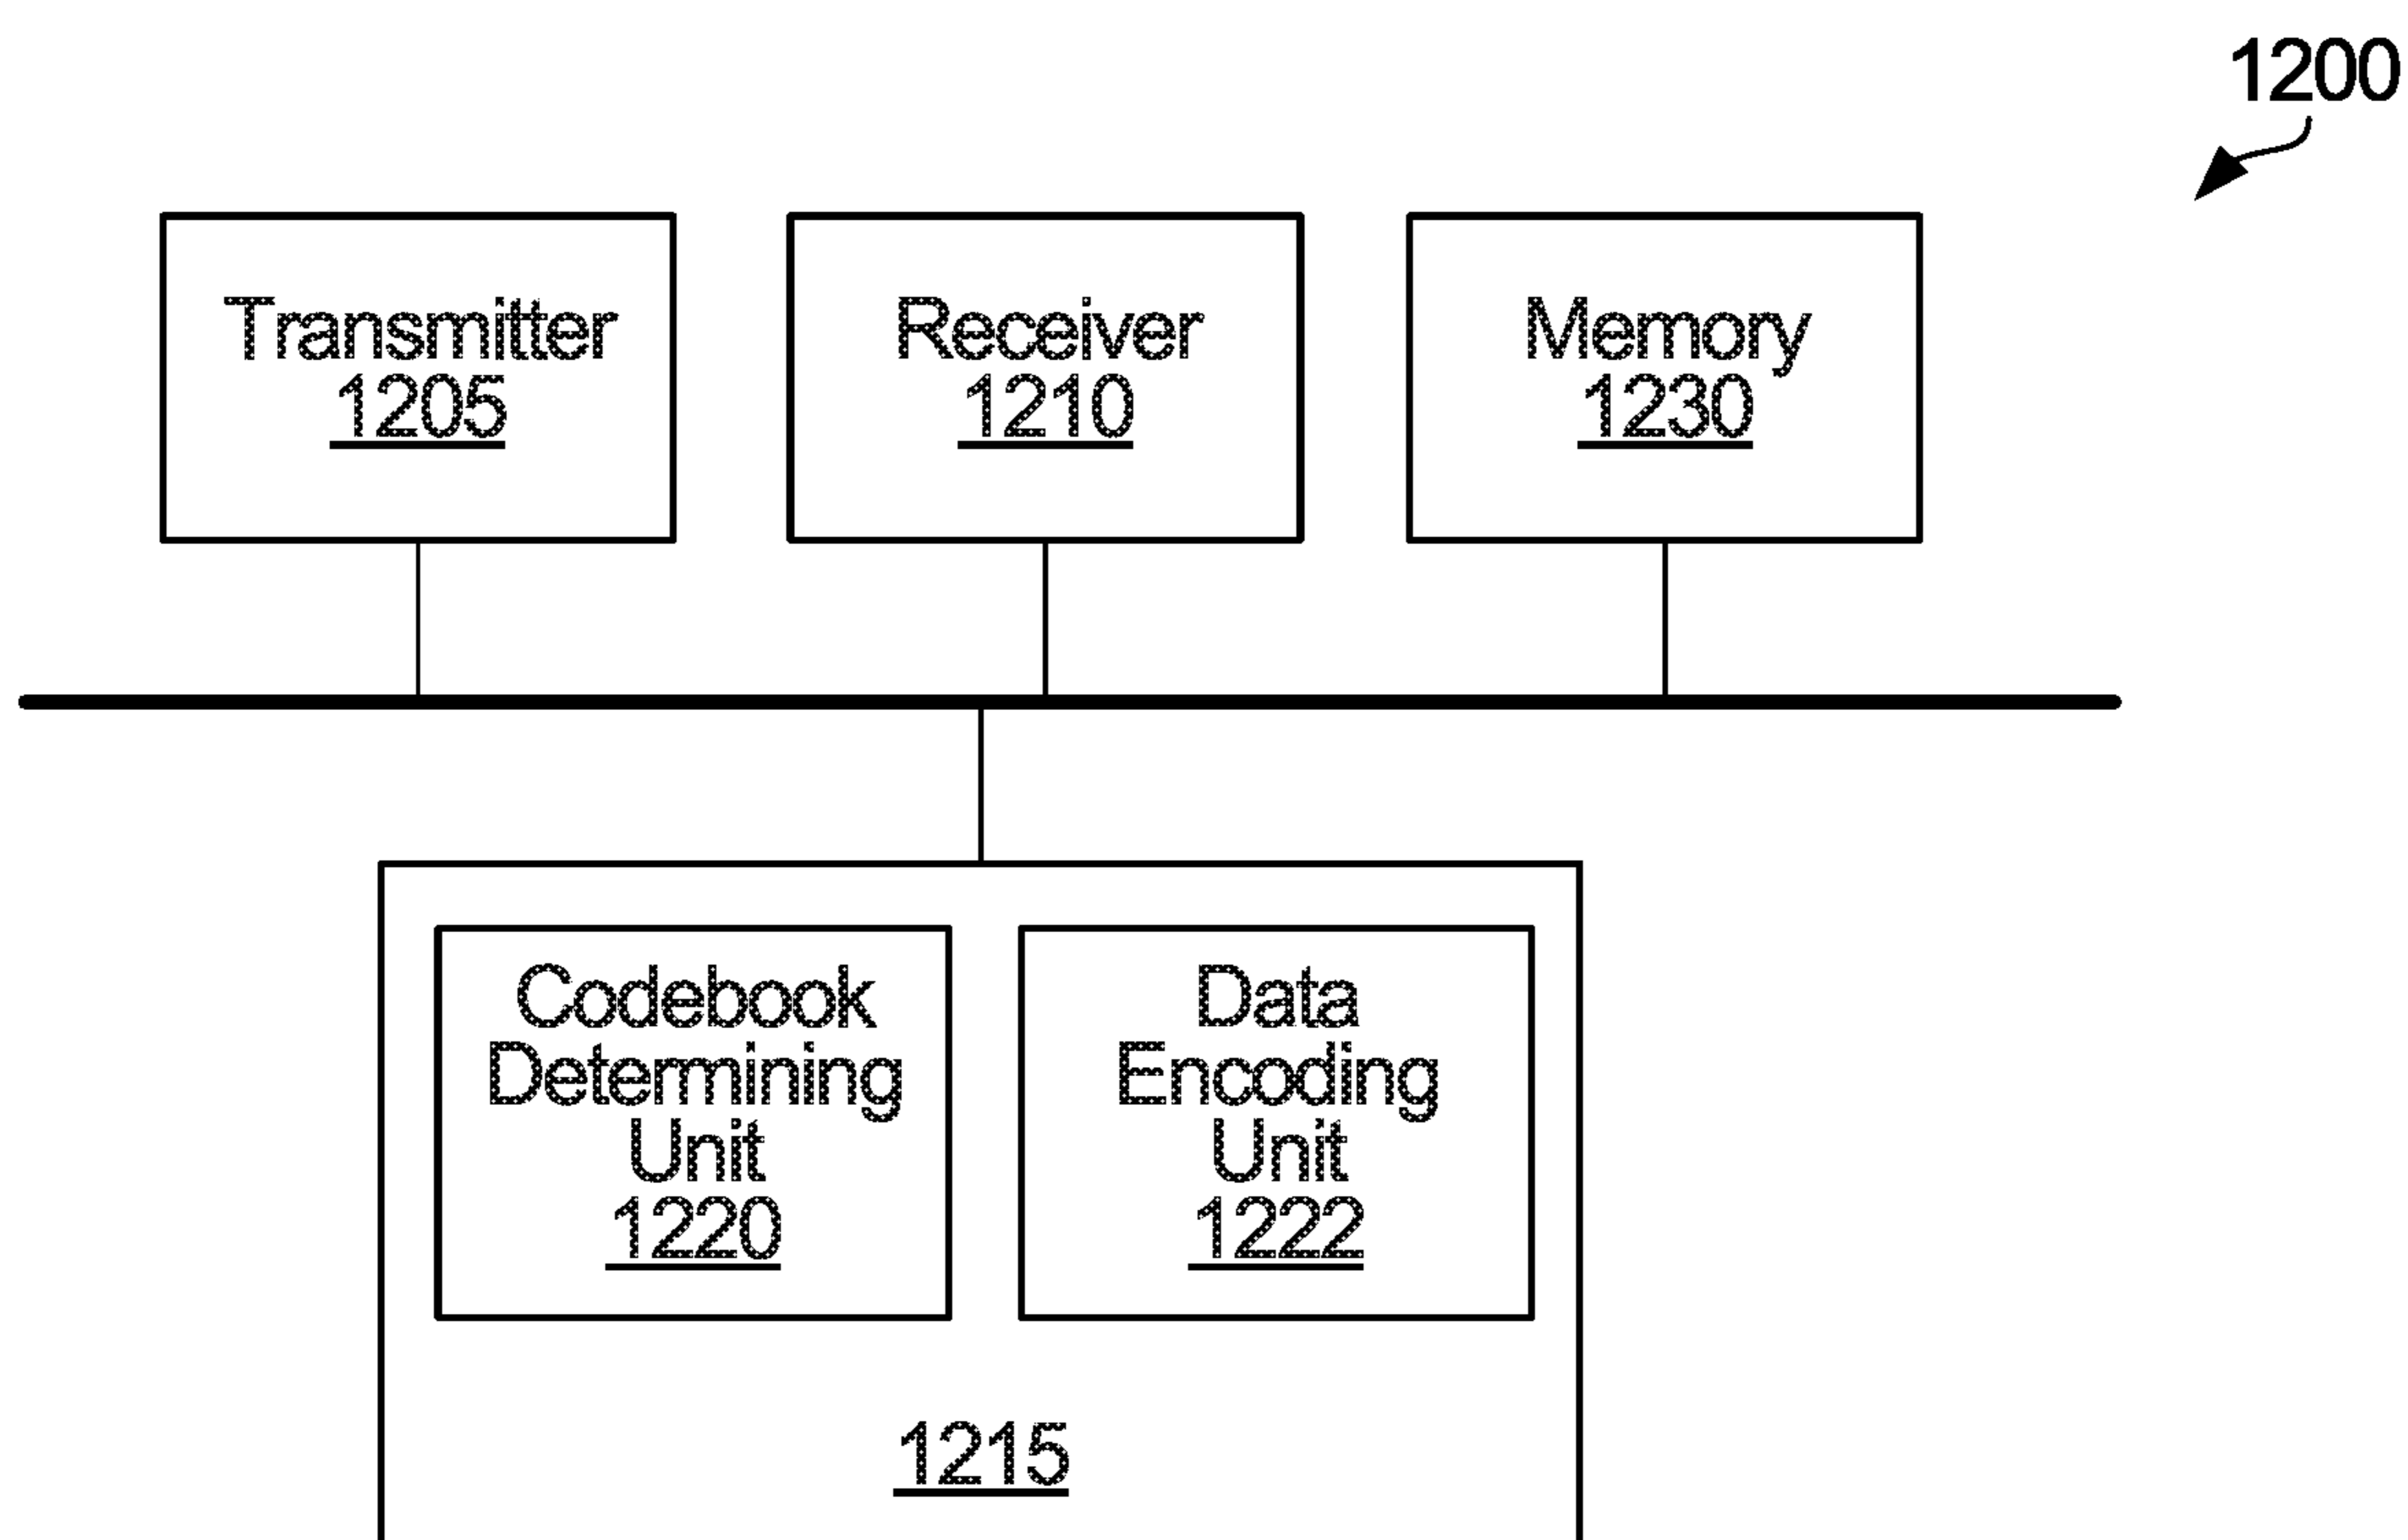 1200
Transmitter
1205
Receiver
1210
Memory
1230
Codebook
Determining
Unit
1220
Data
Encoding
Unit
1222
1215